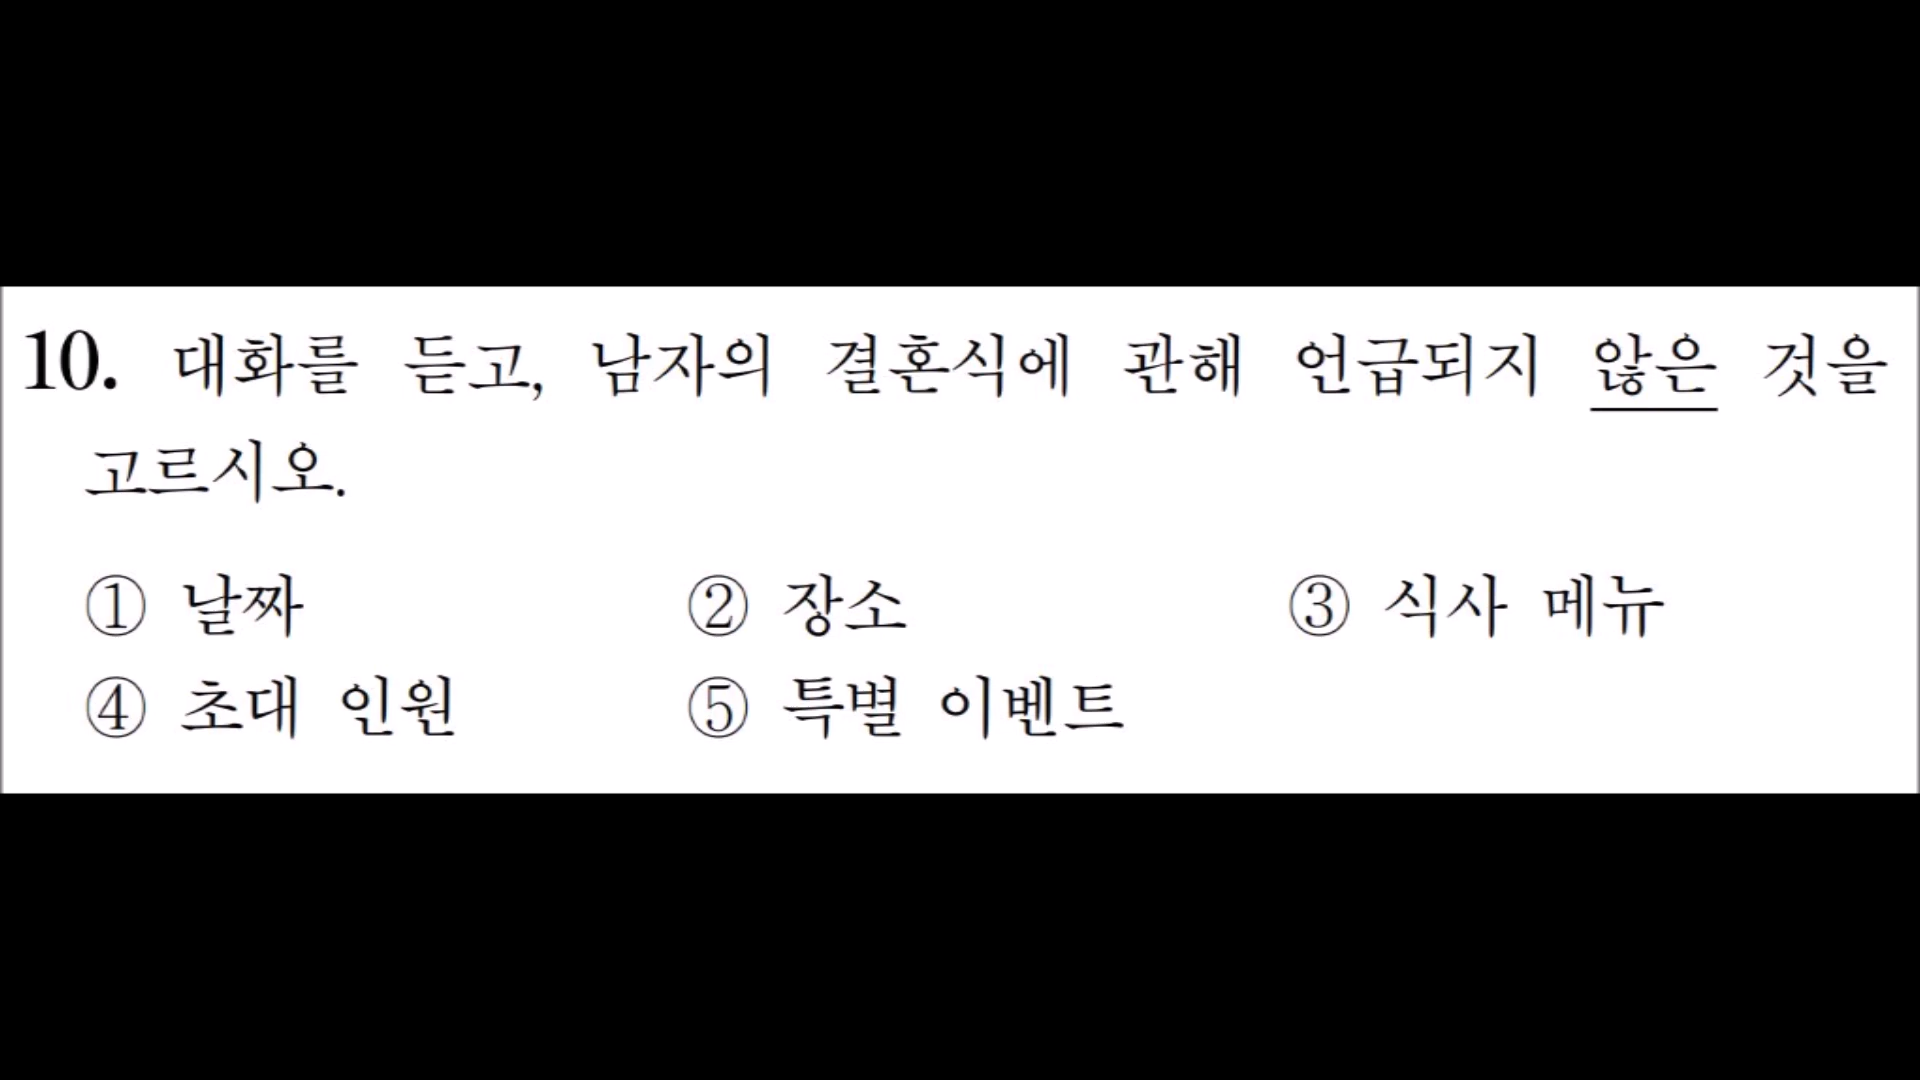 10. 대화를 듣고, 남자의 결혼식에 관해 언급되지 않은 것을
고르시오.
① 날짜 ② 장소 ③ 식사 메뉴
④ 초대 인원 ⑤ 특별 이벤트